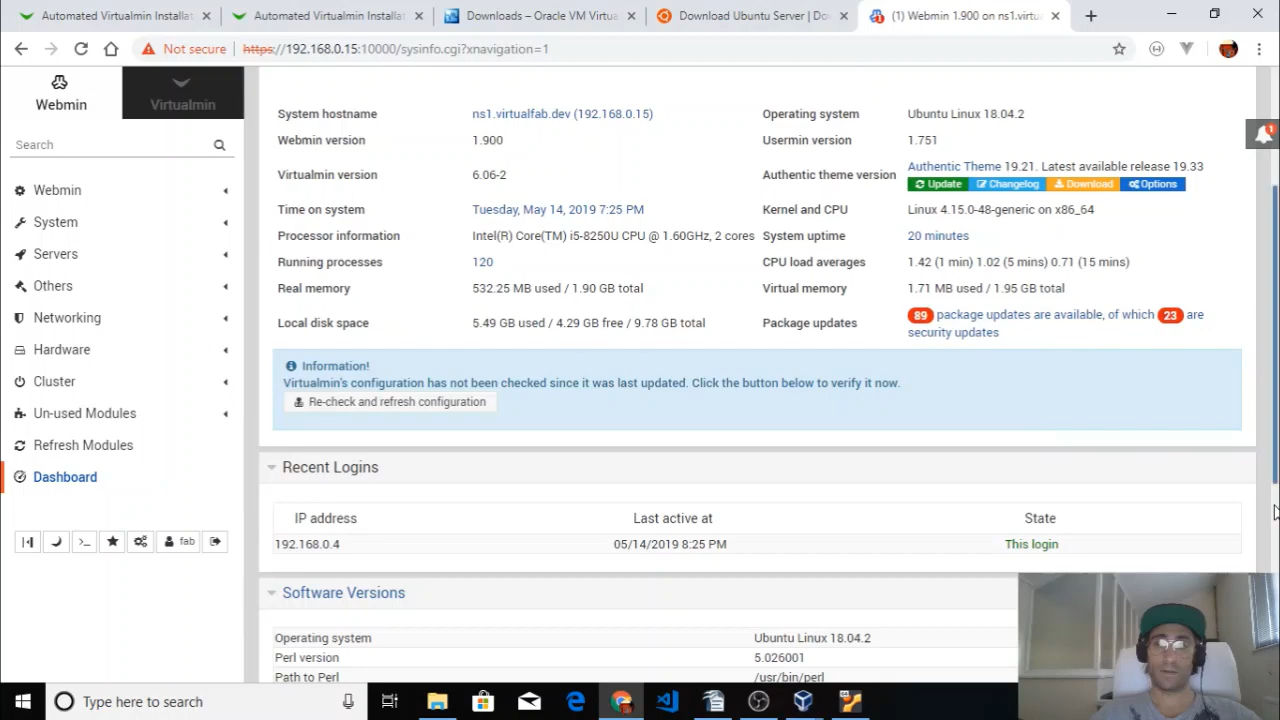 Automated Virtualmin Installat
Automated Virtualmin Installat
Downloads – Oracle VM Virtua
Download Ubuntu Server | Do
(1) Webmin 1.900 on ns1.virtu
Not secure
https://192.168.0.15:10000/sysinfo.cgi?xnavigation=1
Webmin
Virtualmin
Search
Webmin
System
Servers
Others
Networking
Hardware
Cluster
Un-used Modules
Refresh Modules
Dashboard
fab
System hostname ns1.virtualfab.dev (192.168.0.15) Operating system Ubuntu Linux 18.04.2
Webmin version 1.900 Usermin version 1.751
Virtualmin version 6.06-2 Authentic theme version Authentic Theme 19.21. Latest available release 19.33
Update Changelog Download Options
Time on system Tuesday, May 14, 2019 7:25 PM Kernel and CPU Linux 4.15.0-48-generic on x86_64
Processor information Intel(R) Core(TM) i5-8250U CPU @ 1.60GHz, 2 cores System uptime 20 minutes
Running processes 120 CPU load averages 1.42 (1 min) 1.02 (5 mins) 0.71 (15 mins)
Real memory 532.25 MB used / 1.90 GB total Virtual memory 1.71 MB used / 1.95 GB total
Local disk space 5.49 GB used / 4.29 GB free / 9.78 GB total Package updates 89 package updates are available, of which 23 are
security updates
Information!
Virtualmin's configuration has not been checked since it was last updated. Click the button below to verify it now.
Re-check and refresh configuration
Recent Logins
IP address Last active at State
192.168.0.4 05/14/2019 8:25 PM This login
Software Versions
Operating system Ubuntu Linux 18.04.2
Perl version 5.026001
Path to Perl /usr/bin/perl
1
Type here to search